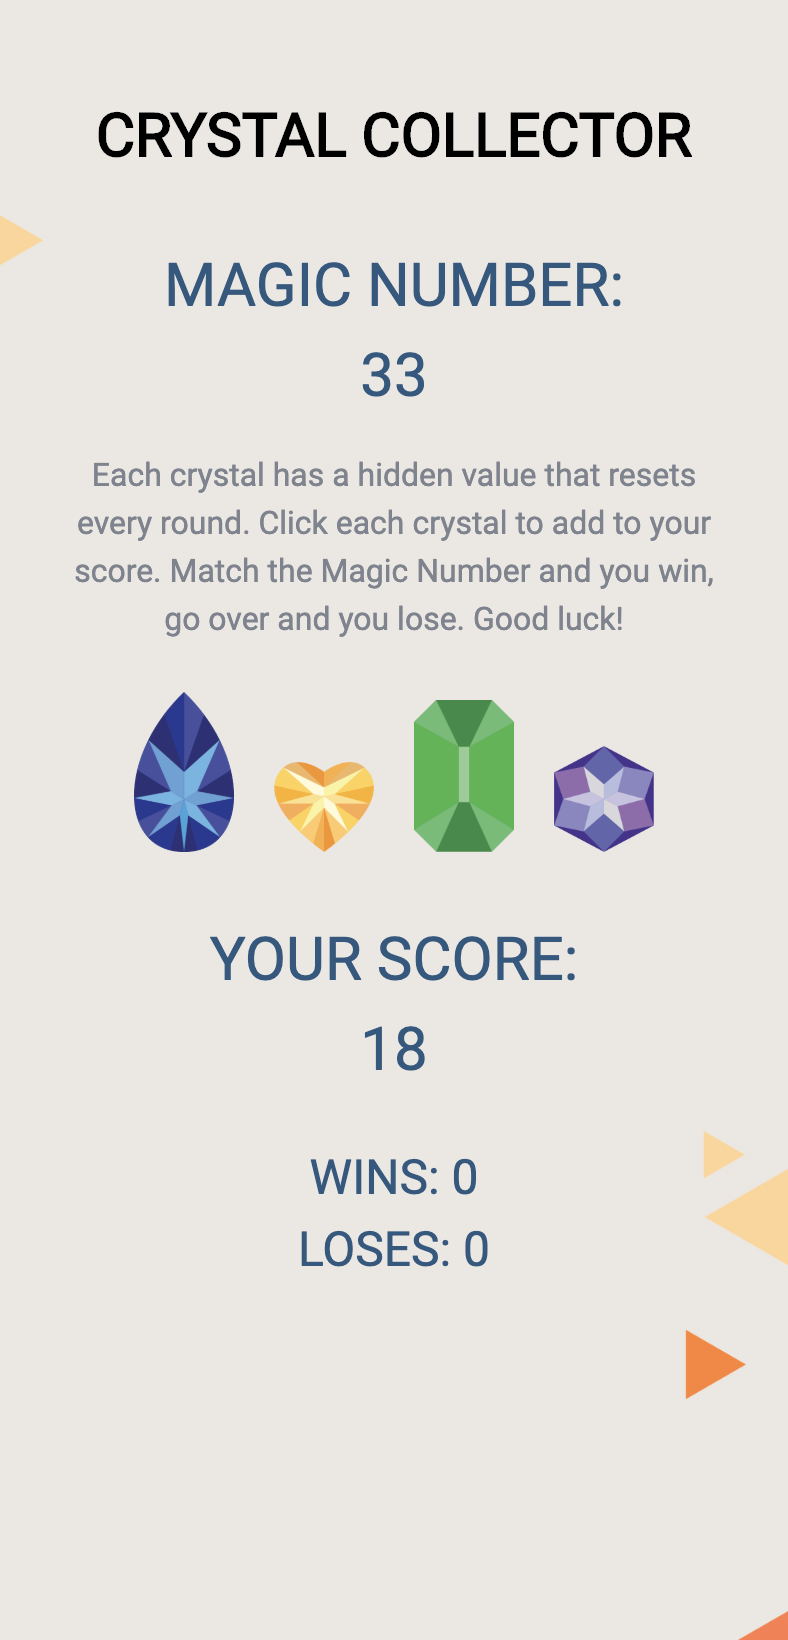 CRYSTAL COLLECTOR
MAGIC NUMBER:
33
Each crystal has a hidden value that resets
every round. Click each crystal to add to your
score. Match the Magic Number and you win,
go over and you lose. Good luck!
YOUR SCORE:
18
WINS: 0
LOSES: 0